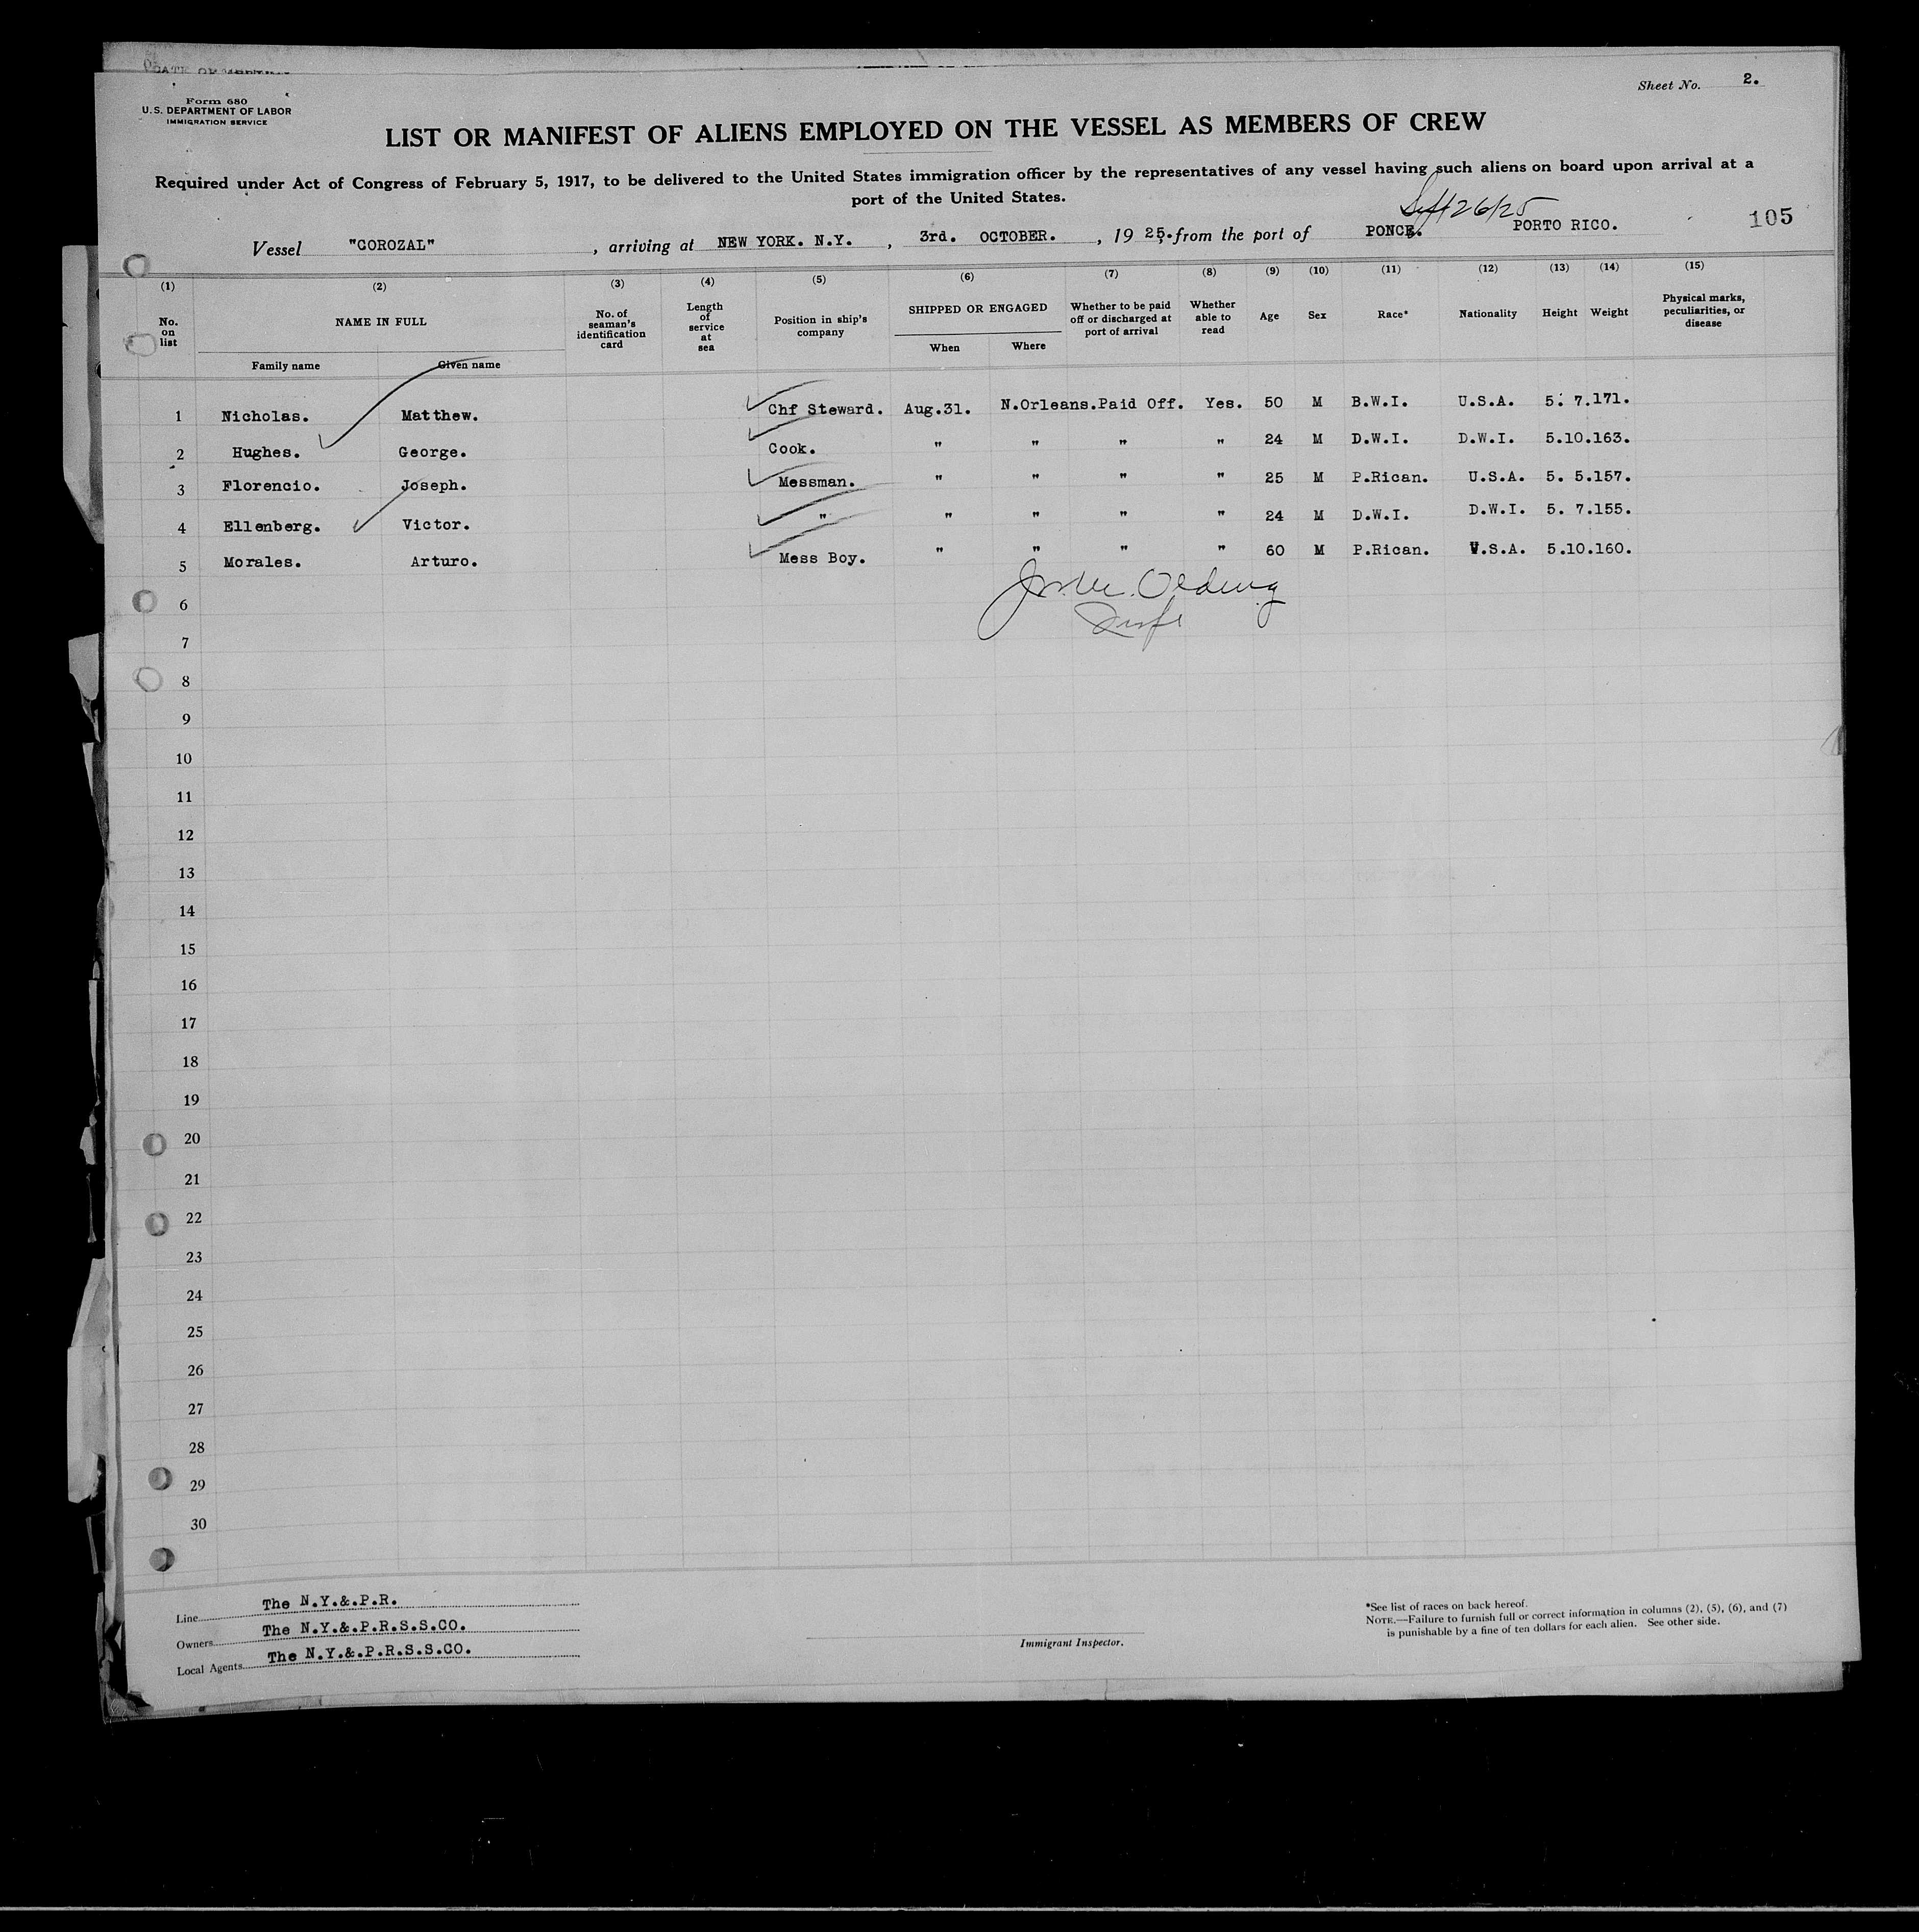 Sheet No. 2.
Form 680
U.S. DEPARTMENT OF LABOR
IMMIGRATION SERVICE
LIST OR MANIFEST OF ALIENS EMPLOYED ON THE VESSEL AS MEMBERS OF CREW
Required under Act of Congress of February 5, 1917, to be delivered to the United States immigration officer by the representatives of any vessel having such aliens on board upon arrival at a
port of the United States.
Sept 26/25
Vessel "COROZAL", arriving at NEW YORK. N.Y., 3rd. OCTOBER., 1925. from the port of PONCE. PORTO RICO. 105
(1) (2) (3) (4) (5) (6) (7) (8) (9) (10) (11) (12) (13) (14) (15)
No. on list NAME IN FULL No. of seaman's identification card Length of service at sea Position in ship's company SHIPPED OR ENGAGED Whether to be paid off or discharged at port of arrival Whether able to read Age Sex Race* Nationality Height Weight Physical marks, peculiarities, or disease
Family name Given name When Where
1 Nicholas. Matthew. Chf Steward. Aug.31. N.Orleans. Paid Off. Yes. 50 M B.W.I. U.S.A. 5. 7. 171.
2 Hughes. George. Cook. " " " " 24 M D.W.I. D.W.I. 5.10. 163.
3 Florencio. Joseph. Messman. " " " " 25 M P.Rican. U.S.A. 5. 5. 157.
4 Ellenberg. Victor. " " " " " 24 M D.W.I. D.W.I. 5. 7. 155.
5 Morales. Arturo. Mess Boy. " " " " 60 M P.Rican. U.S.A. 5.10. 160.
6
7
8
9
10
11
12
13
14
15
16
17
18
19
20
21
22
23
24
25
26
27
28
29
30
Line The N.Y.&.P.R.
Owners The N.Y.&.P.R.S.S.CO.
Local Agents The N.Y.&.P.R.S.S.CO.
Immigrant Inspector.
*See list of races on back hereof.
NOTE.—Failure to furnish full or correct information in columns (2), (5), (6), and (7)
is punishable by a fine of ten dollars for each alien. See other side.